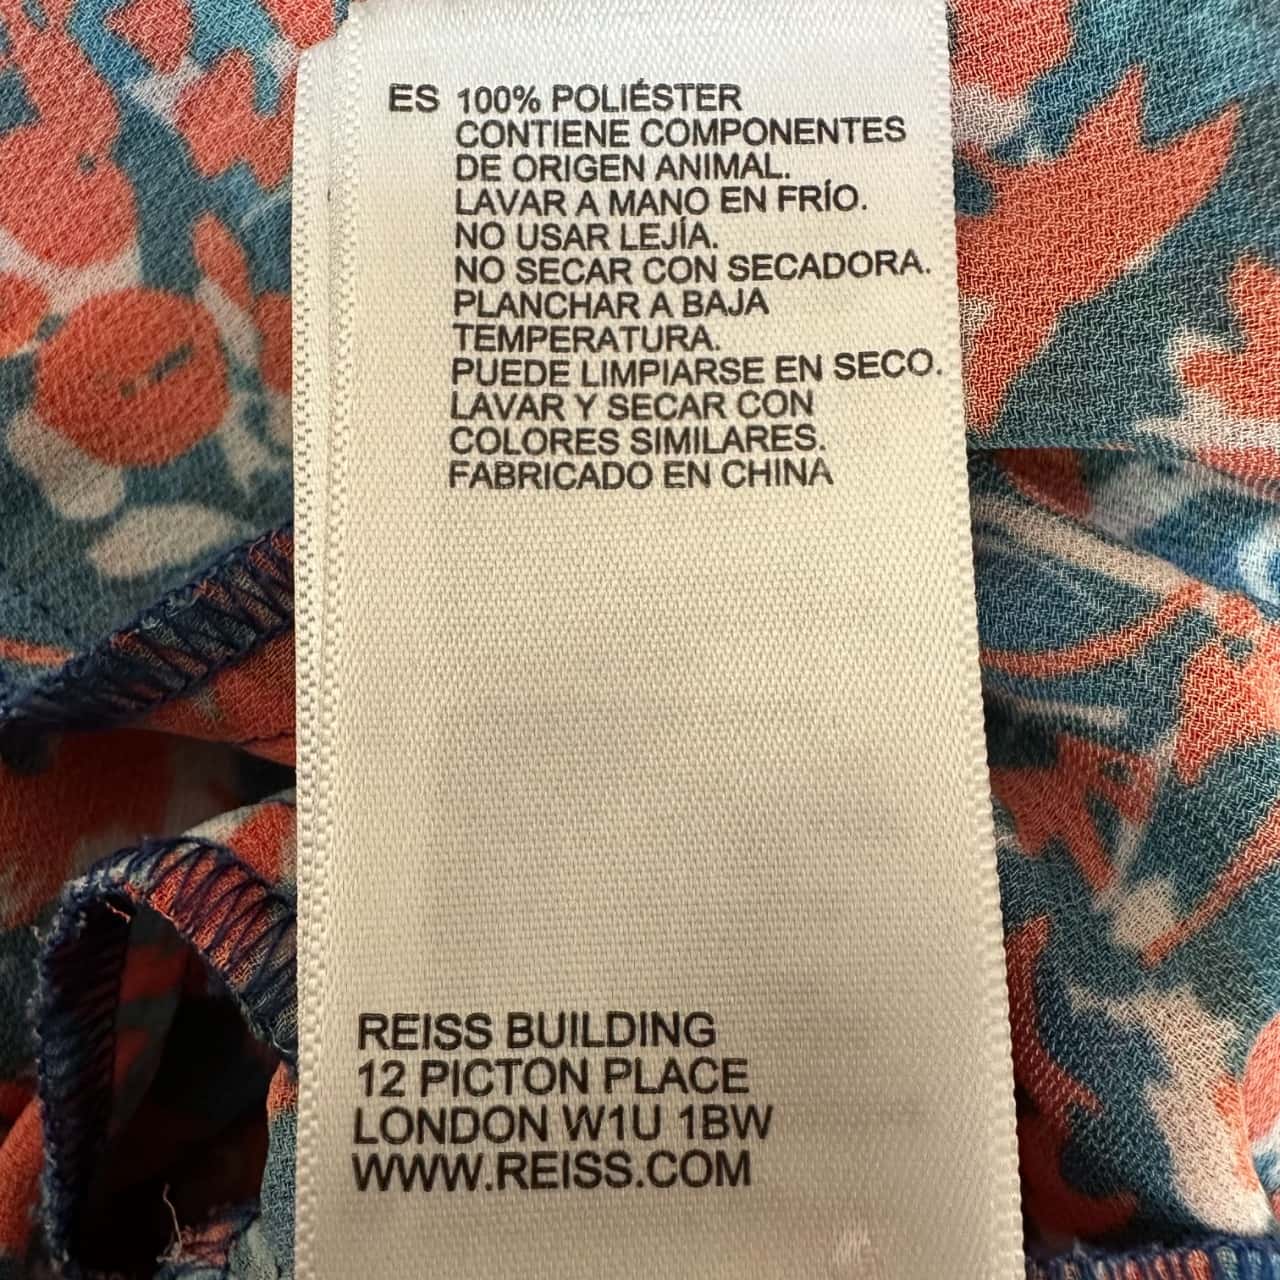 ES 100% POLIÉSTER
CONTIENE COMPONENTES
DE ORIGEN ANIMAL.
LAVAR A MANO EN FRÍO.
NO USAR LEJÍA.
NO SECAR CON SECADORA.
PLANCHAR A BAJA
TEMPERATURA.
PUEDE LIMPIARSE EN SECO.
LAVAR Y SECAR CON
COLORES SIMILARES.
FABRICADO EN CHINA
REISS BUILDING
12 PICTON PLACE
LONDON W1U 1BW
WWW.REISS.COM